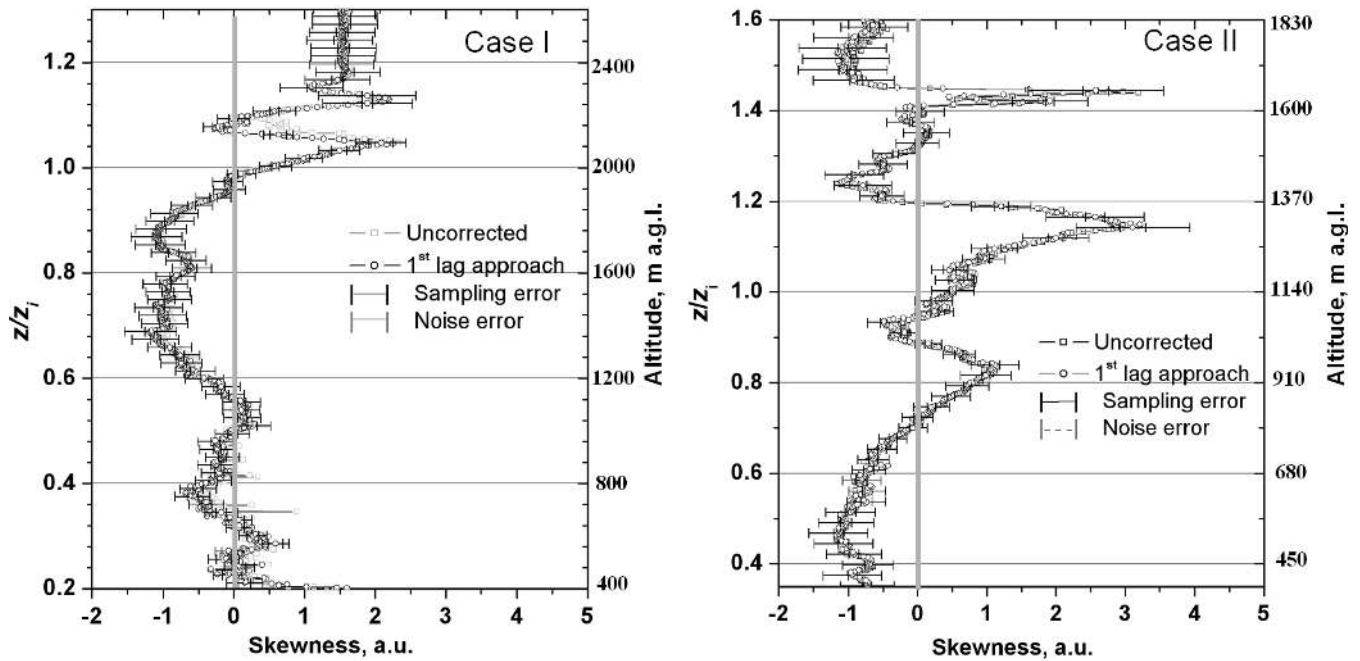 Case I
1.2
1.0
0.8
0.6
0.4
0.2
z/zi
2400
2000
1600
1200
800
400
Altitude, m a.g.l.
Uncorrected
1st lag approach
Sampling error
Noise error
-2 -1 0 1 2 3 4 5
Skewness, a.u.
Case II
1.6
1.4
1.2
1.0
0.8
0.6
0.4
z/zi
1830
1600
1370
1140
910
680
450
Altitude, m a.g.l.
Uncorrected
1st lag approach
Sampling error
Noise error
-2 -1 0 1 2 3 4 5
Skewness, a.u.